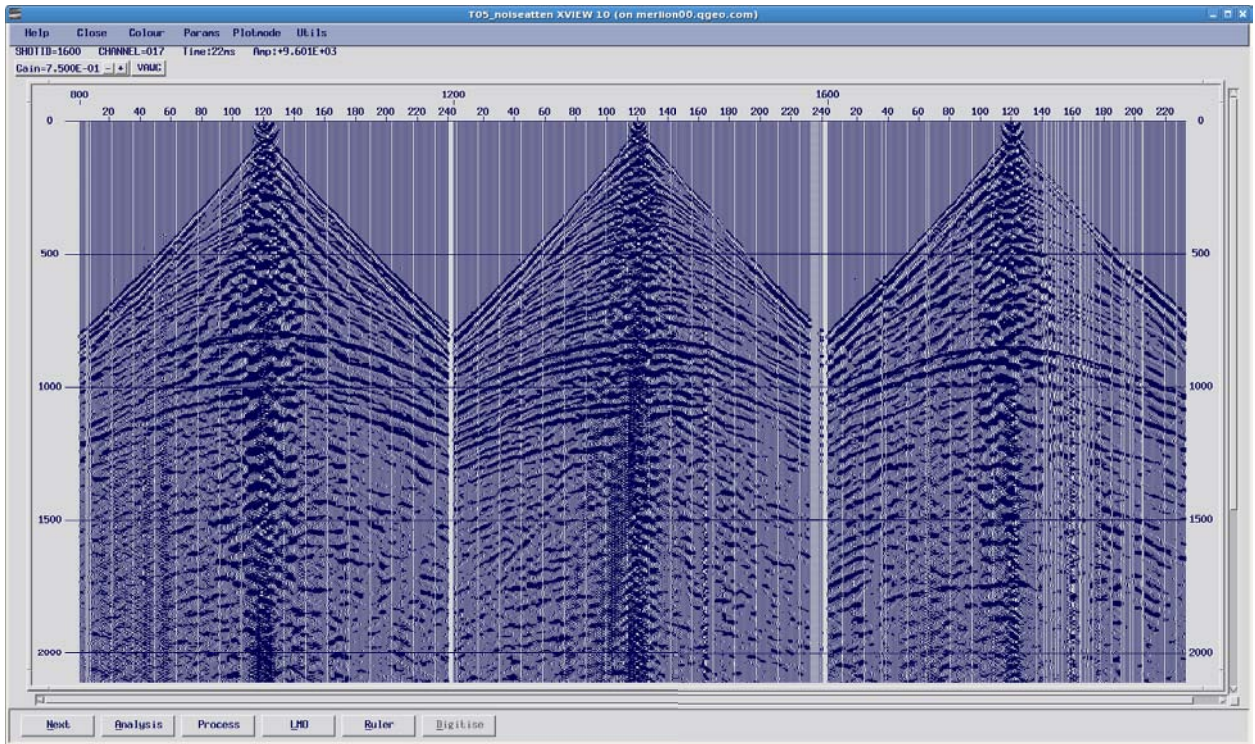 T05_noiseatten XVIEW 10 (on merlion00.qgeo.com)
Help Close Colour Params Plotmode Utils
SHOTID=1600 CHANNEL=017 Time:22ms Amp:+9.601E+03
Gain=7.500E-01 - + VAWG
800 1200 1600
20 40 60 80 100 120 140 160 180 200 220 240 20 40 60 80 100 120 140 160 180 200 220 240 20 40 60 80 100 120 140 160 180 200 220
0 0
500 500
1000 1000
1500 1500
2000 2000
Next Analysis Process LMO Ruler Digitise